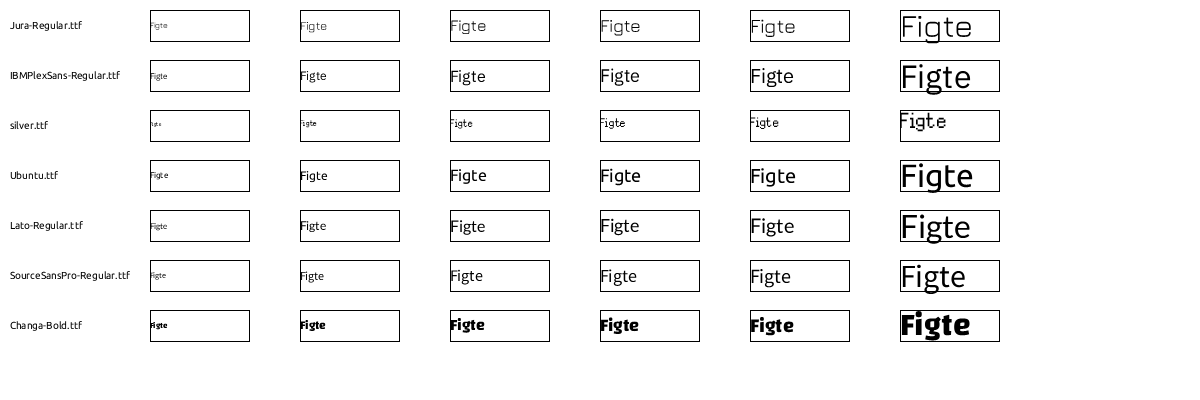 Jura-Regular.ttf Figte Figte Figte Figte Figte Figte
IBMPlexSans-Regular.ttf Figte Figte Figte Figte Figte Figte
silver.ttf Figte Figte Figte Figte Figte Figte
Ubuntu.ttf Figte Figte Figte Figte Figte Figte
Lato-Regular.ttf Figte Figte Figte Figte Figte Figte
SourceSansPro-Regular.ttf Figte Figte Figte Figte Figte Figte
Changa-Bold.ttf Figte Figte Figte Figte Figte Figte